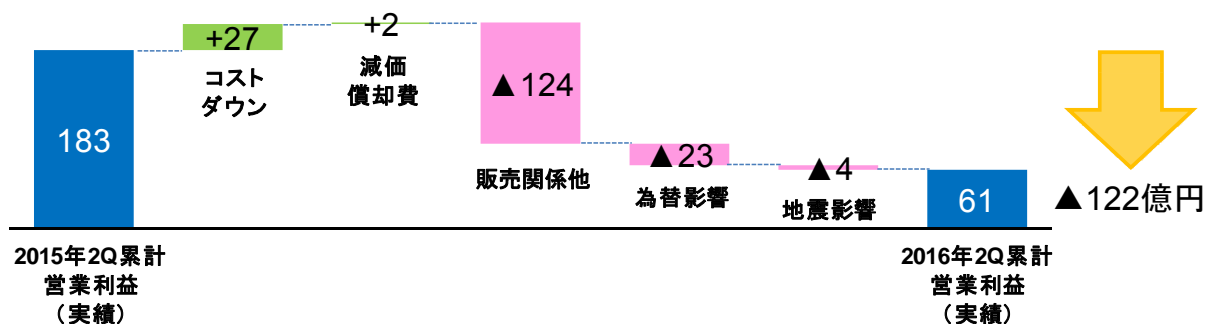 +27
コスト
ダウン
+2
減価
償却費
▲124
販売関係他
▲23
為替影響
▲4
地震影響
183
61
▲122億円
2015年2Q累計
営業利益
（実績）
2016年2Q累計
営業利益
（実績）